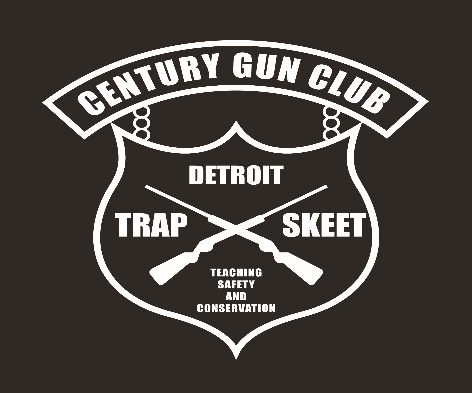 CENTURY GUN CLUB
DETROIT
TRAP SKEET
TEACHING
SAFETY
AND
CONSERVATION